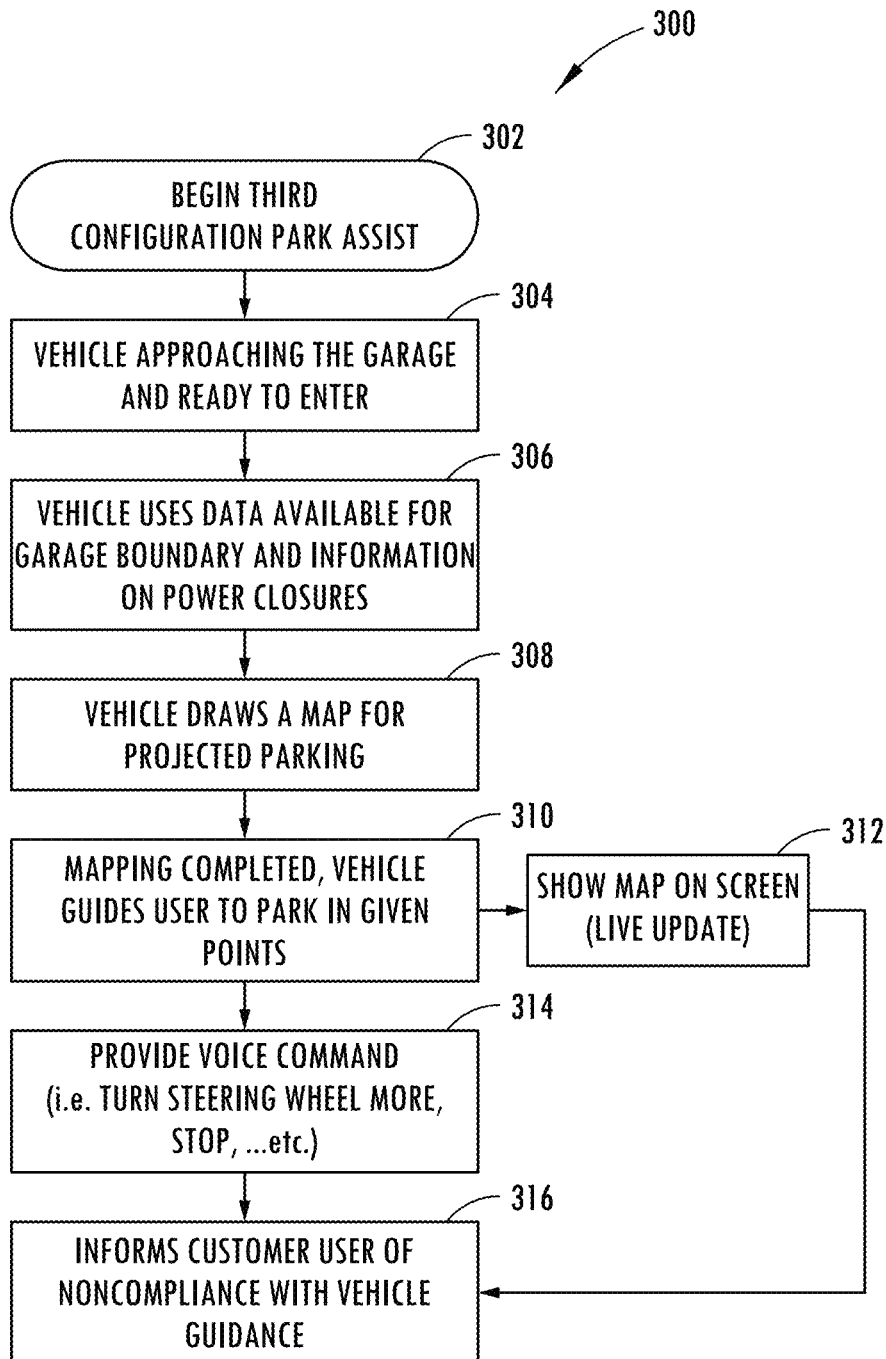 300
302
BEGIN THIRD
CONFIGURATION PARK ASSIST
304
VEHICLE APPROACHING THE GARAGE
AND READY TO ENTER
306
VEHICLE USES DATA AVAILABLE FOR
GARAGE BOUNDARY AND INFORMATION
ON POWER CLOSURES
308
VEHICLE DRAWS A MAP FOR
PROJECTED PARKING
310
MAPPING COMPLETED, VEHICLE
GUIDES USER TO PARK IN GIVEN
POINTS
312
SHOW MAP ON SCREEN
(LIVE UPDATE)
314
PROVIDE VOICE COMMAND
(i.e. TURN STEERING WHEEL MORE,
STOP, ...etc.)
316
INFORMS CUSTOMER USER OF
NONCOMPLIANCE WITH VEHICLE
GUIDANCE